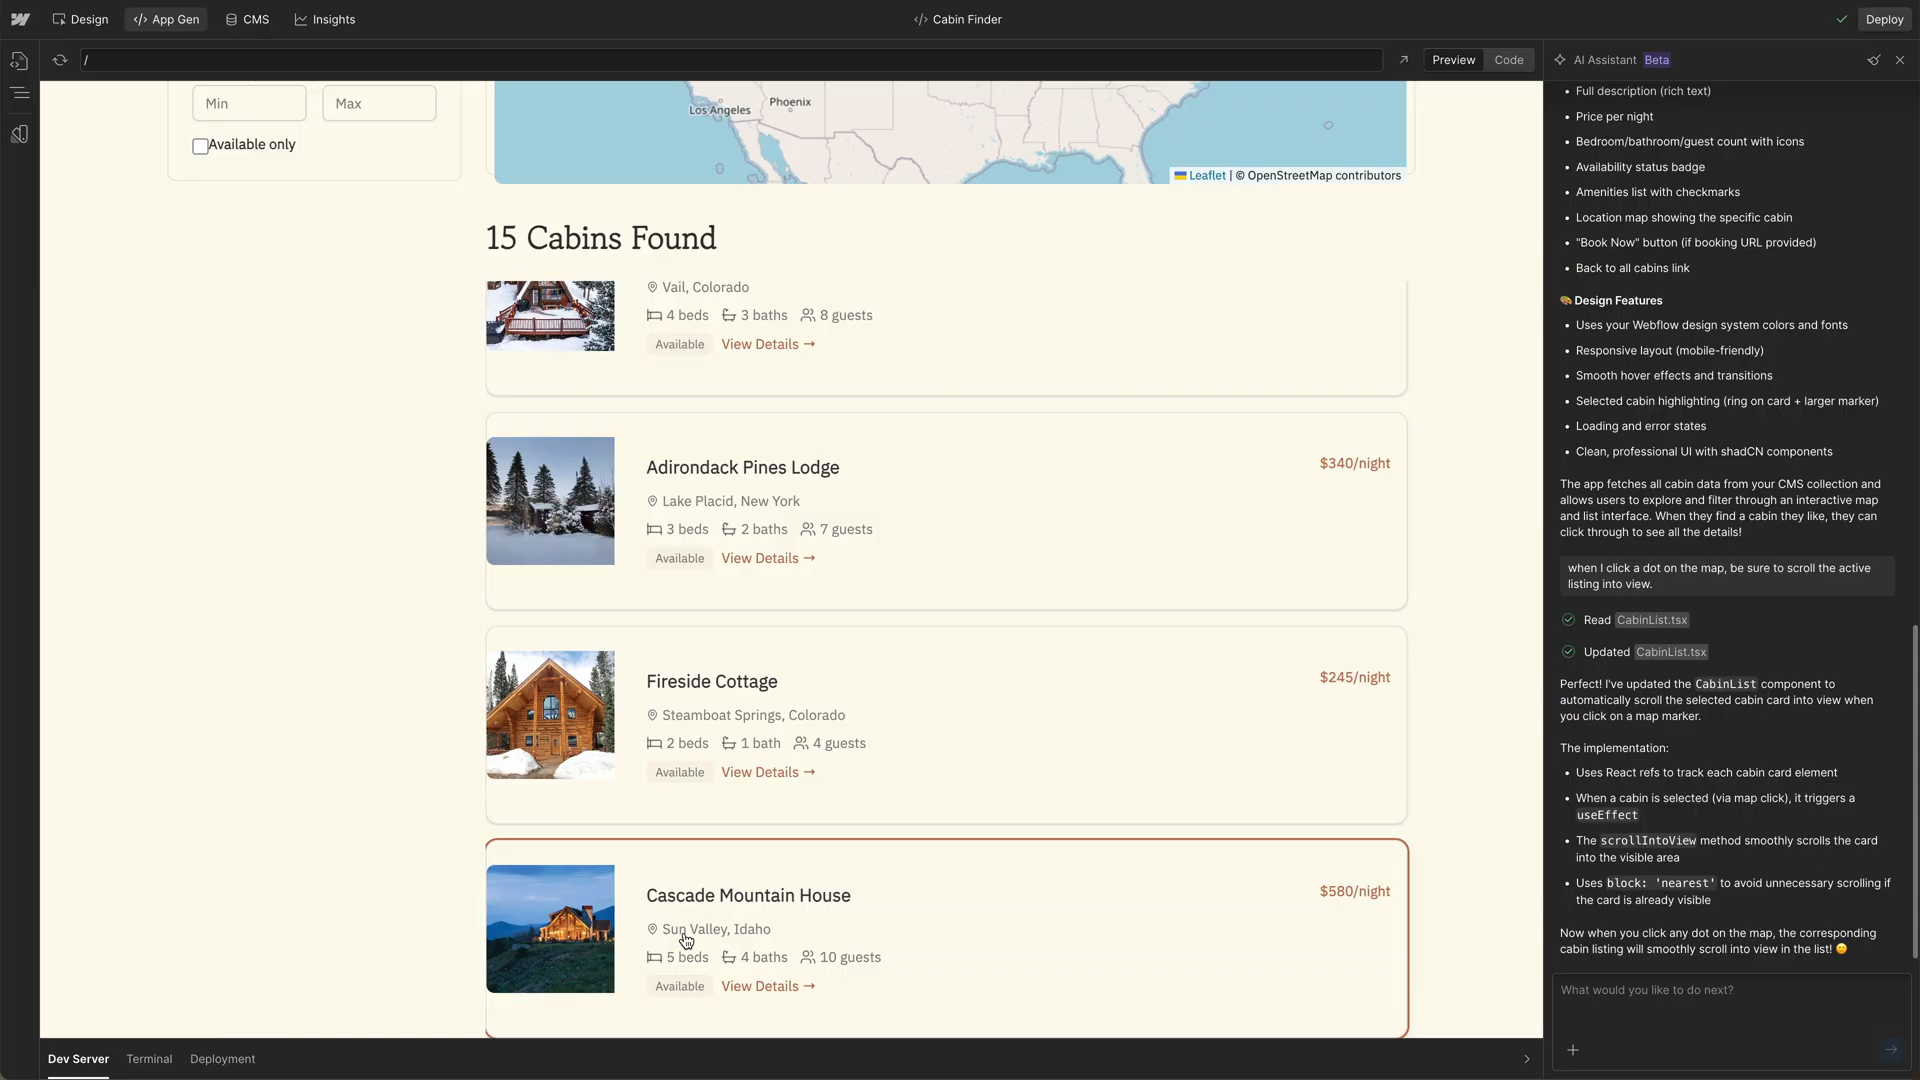 Design
App Gen
CMS
Insights
Cabin Finder
Deploy
/
Preview
Code
AI Assistant Beta
Min
Max
Available only
Los Angeles
Phoenix
Leaflet | © OpenStreetMap contributors
15 Cabins Found
Vail, Colorado
4 beds 3 baths 8 guests
Available View Details →
Adirondack Pines Lodge
$340/night
Lake Placid, New York
3 beds 2 baths 7 guests
Available View Details →
Fireside Cottage
$245/night
Steamboat Springs, Colorado
2 beds 1 bath 4 guests
Available View Details →
Cascade Mountain House
$580/night
Sun Valley, Idaho
5 beds 4 baths 10 guests
Available View Details →
Dev Server
Terminal
Deployment
• Full description (rich text)
• Price per night
• Bedroom/bathroom/guest count with icons
• Availability status badge
• Amenities list with checkmarks
• Location map showing the specific cabin
• "Book Now" button (if booking URL provided)
• Back to all cabins link
🎨 Design Features
• Uses your Webflow design system colors and fonts
• Responsive layout (mobile-friendly)
• Smooth hover effects and transitions
• Selected cabin highlighting (ring on card + larger marker)
• Loading and error states
• Clean, professional UI with shadCN components
The app fetches all cabin data from your CMS collection and
allows users to explore and filter through an interactive map
and list interface. When they find a cabin they like, they can
click through to see all the details!
when I click a dot on the map, be sure to scroll the active
listing into view.
Read CabinList.tsx
Updated CabinList.tsx
Perfect! I've updated the CabinList component to
automatically scroll the selected cabin card into view when
you click on a map marker.
The implementation:
• Uses React refs to track each cabin card element
• When a cabin is selected (via map click), it triggers a
useEffect
• The scrollIntoView method smoothly scrolls the card
into the visible area
• Uses block: 'nearest' to avoid unnecessary scrolling if
the card is already visible
Now when you click any dot on the map, the corresponding
cabin listing will smoothly scroll into view in the list! 😊
What would you like to do next?